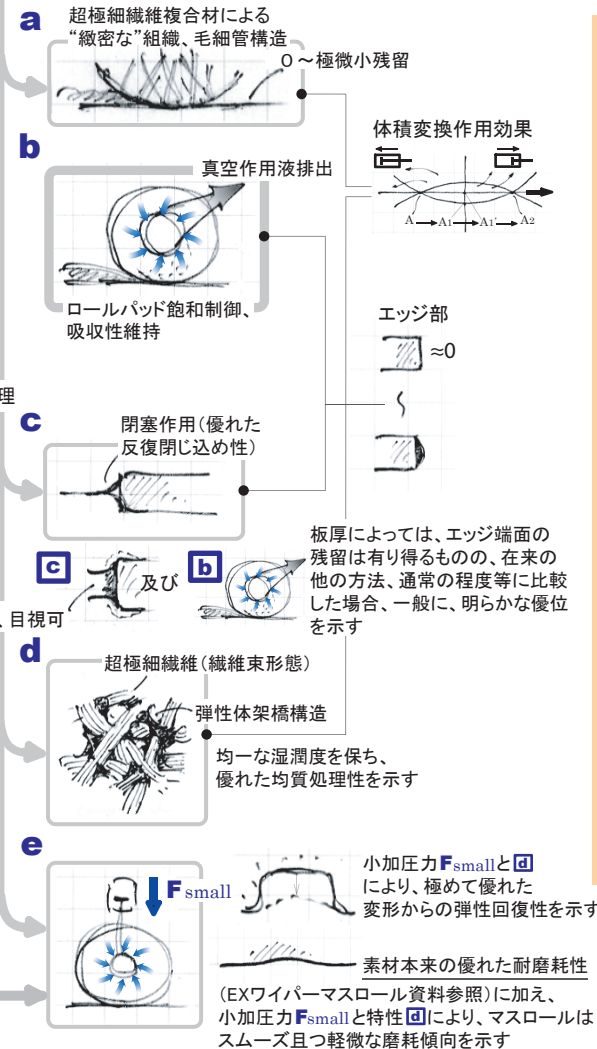 a
超極細繊維複合材による
“緻密な”組織、毛細管構造
0～極微小残留
体積変換作用効果
A A1 A1' A2
b
真空作用液排出
ロールパッド飽和制御、
吸収性維持
エッジ部
≈0
理
c
閉塞作用(優れた
反復閉じ込め性)
c
及び
b
板厚によっては、エッジ端面の
残留は有り得るものの、在来の
他の方法、通常の程度等に比較
した場合、一般に、明らかな優位
を示す
、目視可
d
超極細繊維(繊維束形態)
弾性体架橋構造
均一な湿潤度を保ち、
優れた均質処理性を示す
e
Fsmall
小加圧力Fsmallとd
により、極めて優れた
変形からの弾性回復性を示す
素材本来の優れた耐磨耗性
(EXワイパーマスロール資料参照)に加え、
小加圧力Fsmallと特性dにより、マスロールは
スムーズ且つ軽微な磨耗傾向を示す